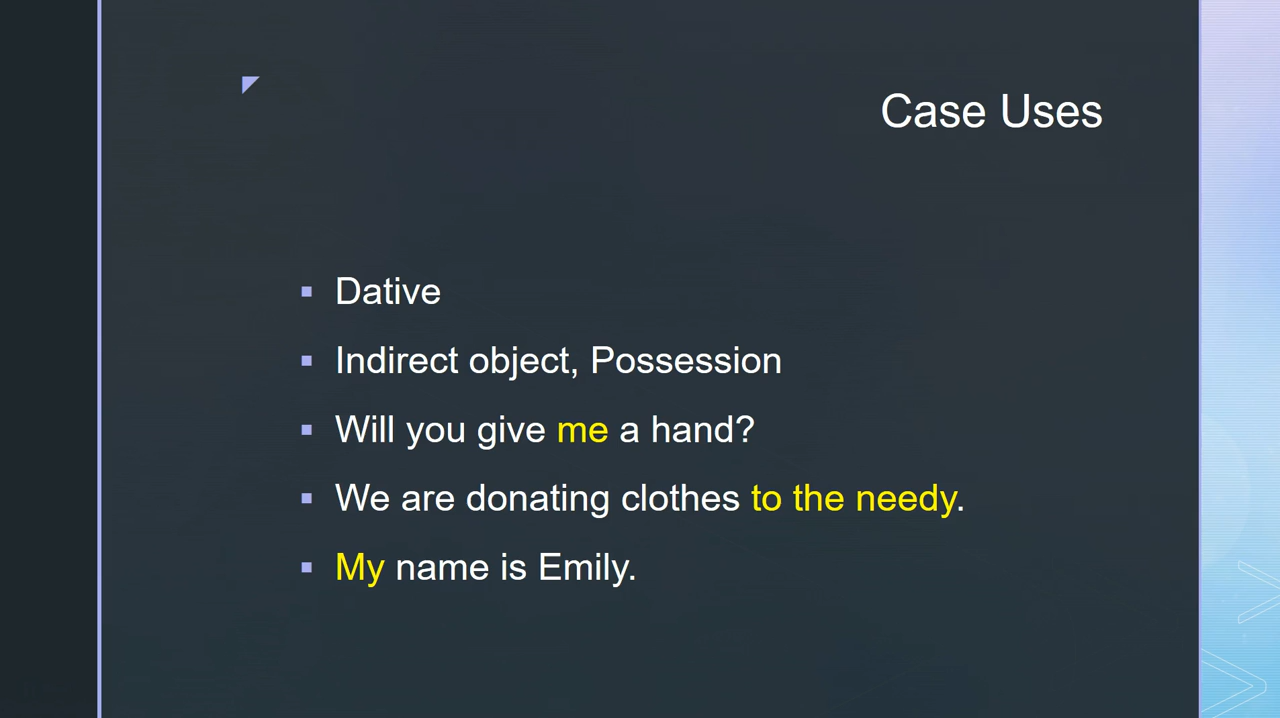 Case Uses
Dative
Indirect object, Possession
Will you give me a hand?
We are donating clothes to the needy.
My name is Emily.